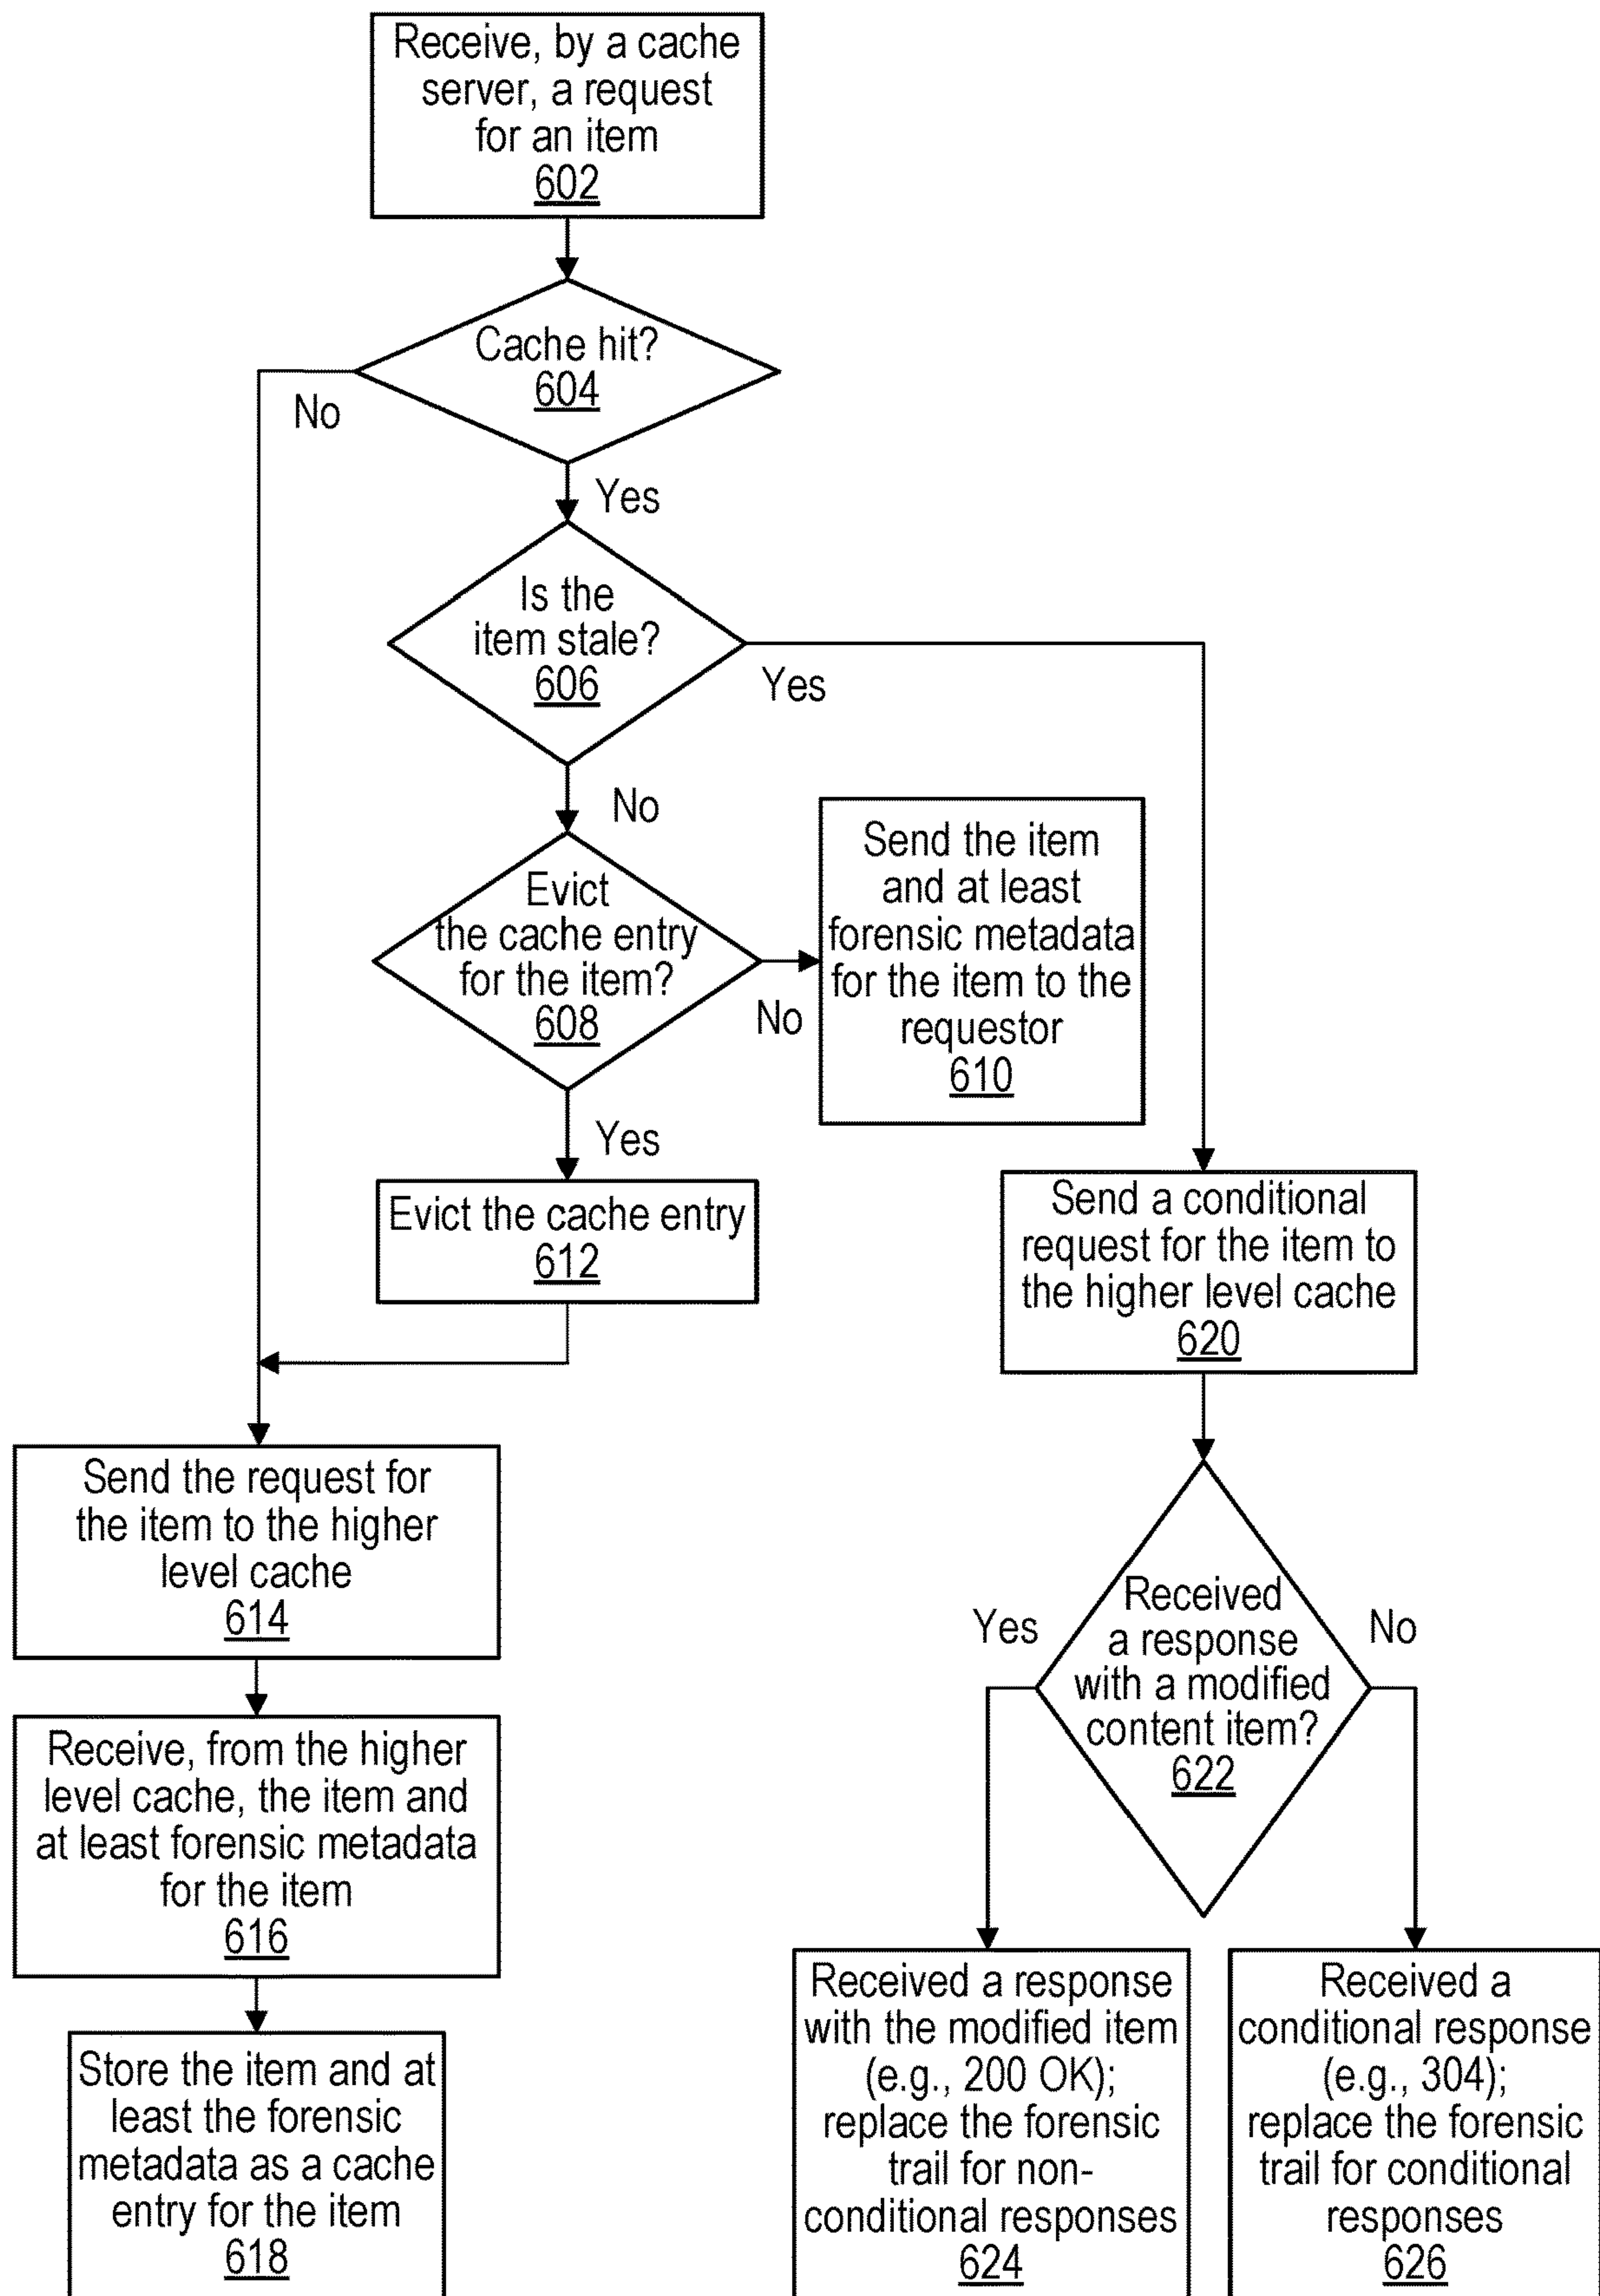 Receive, by a cache
server, a request
for an item
602
Cache hit?
604
No
Yes
Is the
item stale?
606
Yes
No
Evict
the cache entry
for the item?
608
No
Send the item
and at least
forensic metadata
for the item to the
requestor
610
Yes
Evict the cache entry
612
Send a conditional
request for the item to
the higher level cache
620
Send the request for
the item to the higher
level cache
614
Received
a response
with a modified
content item?
622
Yes
No
Receive, from the higher
level cache, the item and
at least forensic metadata
for the item
616
Store the item and at
least the forensic
metadata as a cache
entry for the item
618
Received a response
with the modified item
(e.g., 200 OK);
replace the forensic
trail for non-
conditional responses
624
Received a
conditional response
(e.g., 304);
replace the forensic
trail for conditional
responses
626